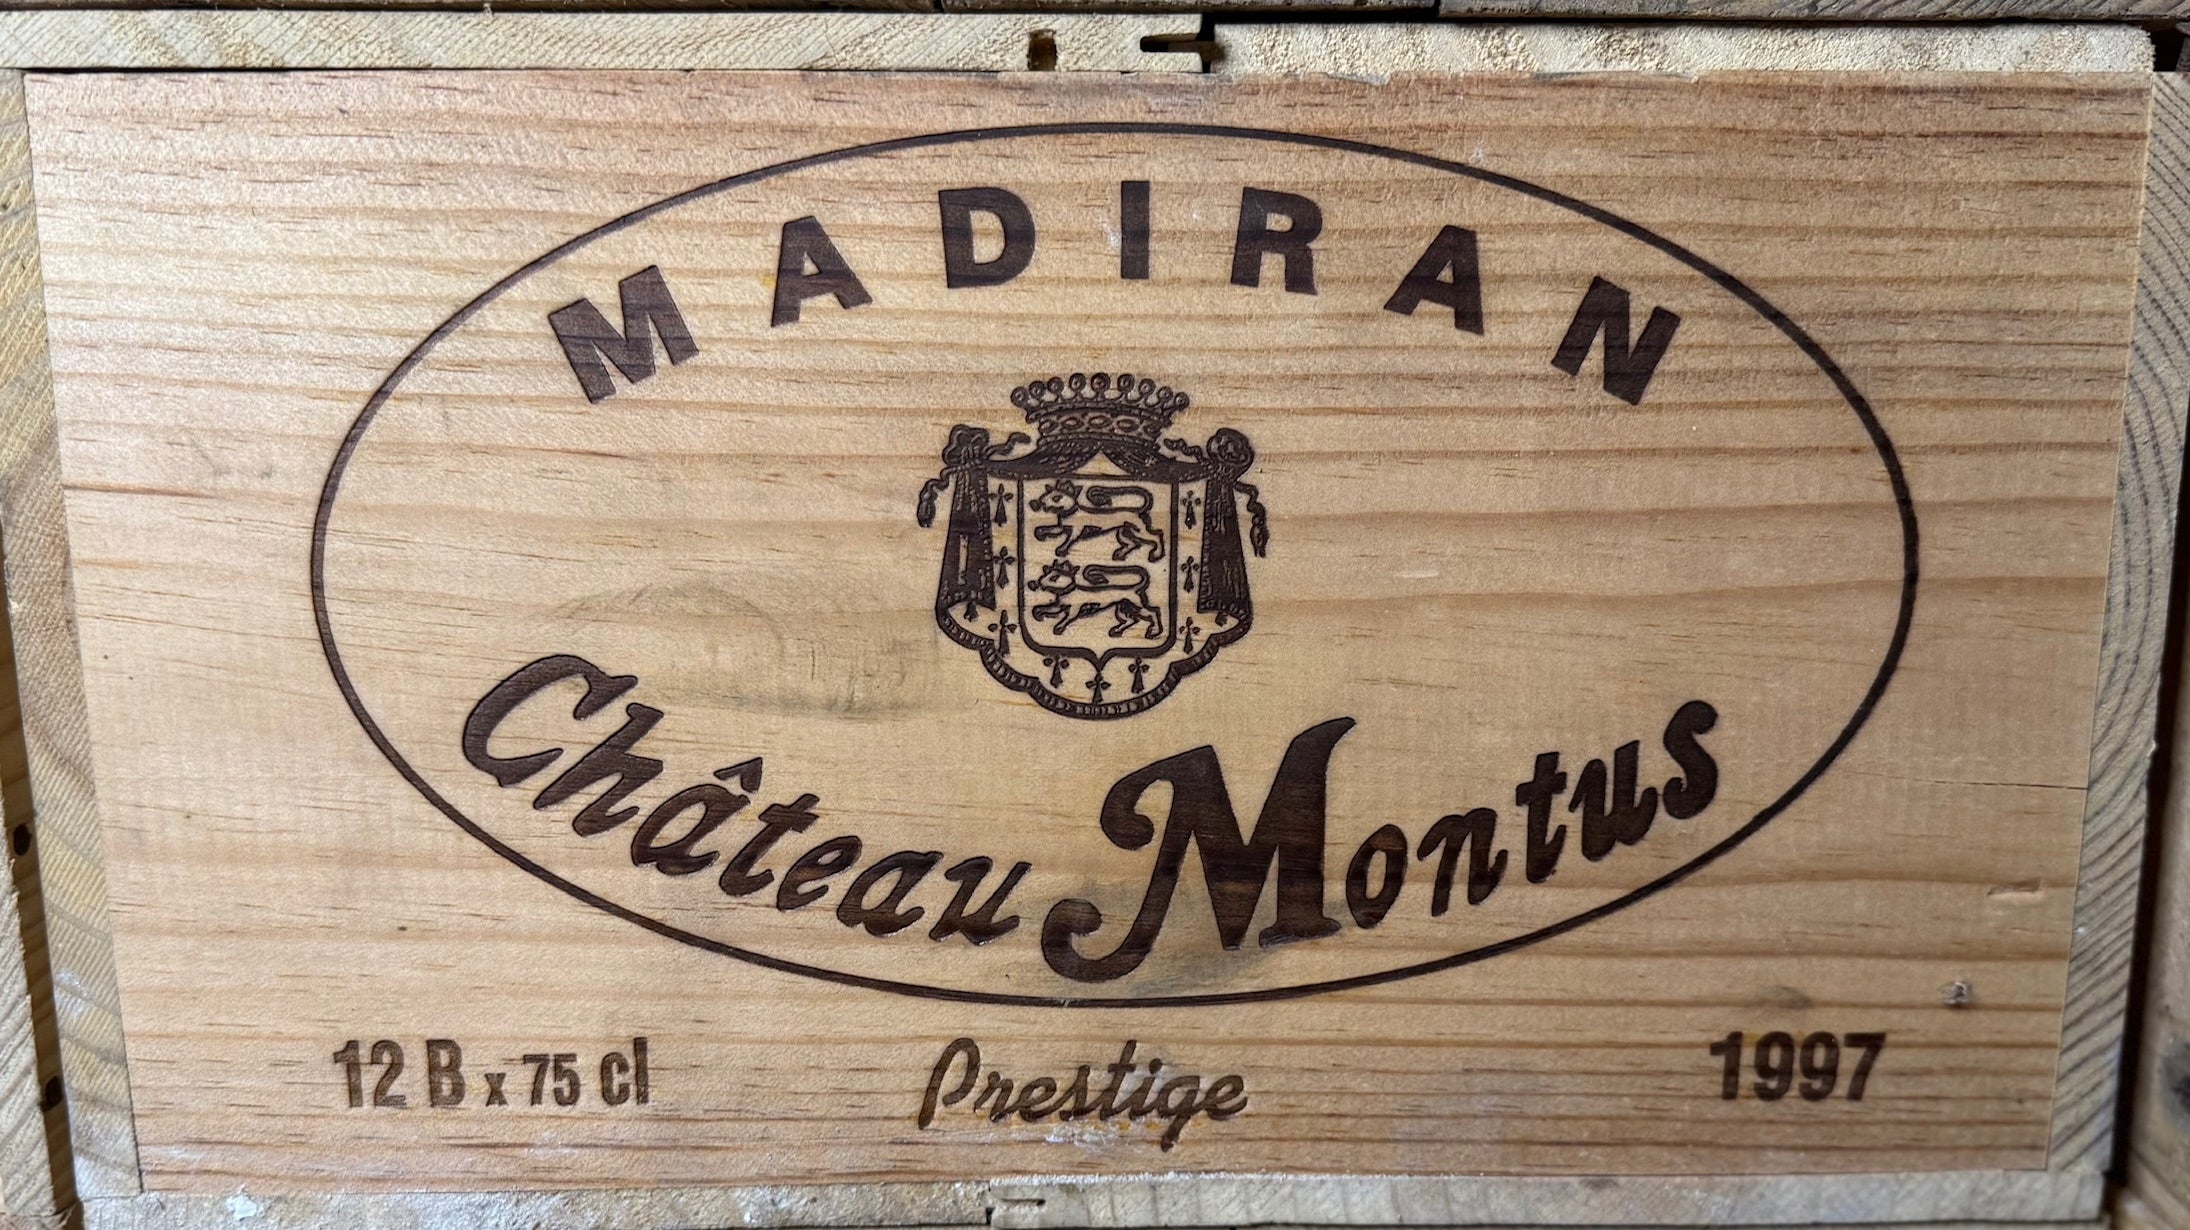 MADIRAN
Château Montus
12 B x 75 cl
Prestige
1997